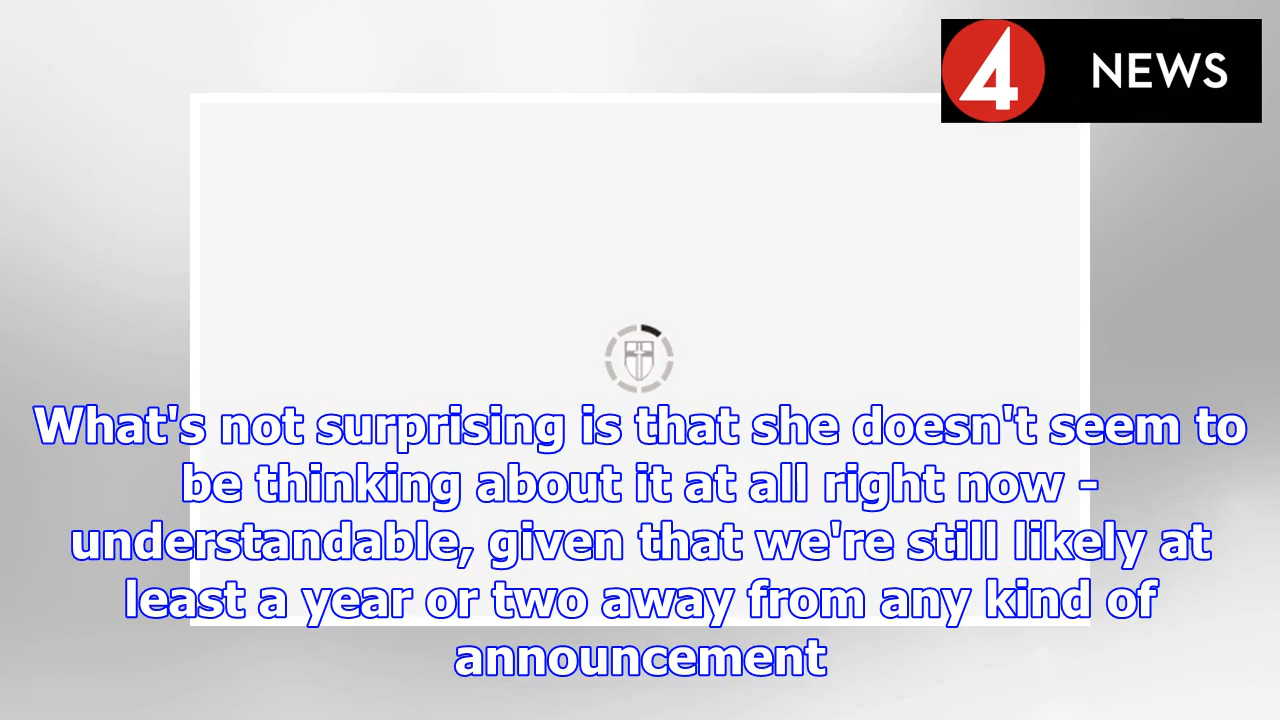 4 NEWS
What's not surprising is that she doesn't seem to
be thinking about it at all right now -
understandable, given that we're still likely at
least a year or two away from any kind of
announcement